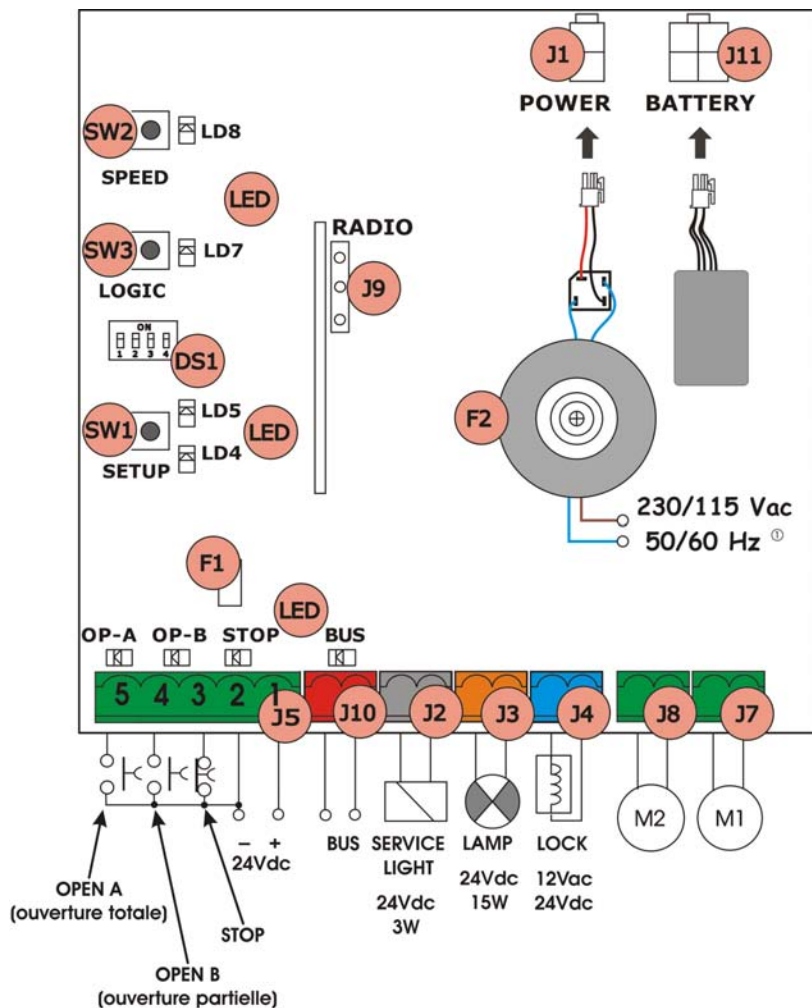 J1
J11
POWER
BATTERY
SW2
LD8
SPEED
LED
RADIO
SW3
LD7
LOGIC
J9
ON
1 2 3 4
DS1
LD5
SW1
LED
F2
LD4
SETUP
230/115 Vac
50/60 Hz ①
F1
LED
OP-A OP-B STOP BUS
5 4 3 2 1
J5
J10
J2
J3
J4
J8
J7
M2
M1
– +
24Vdc
BUS
SERVICE
LIGHT
24Vdc
3W
LAMP
24Vdc
15W
LOCK
12Vac
24Vdc
OPEN A
(ouverture totale)
STOP
OPEN B
(ouverture partielle)